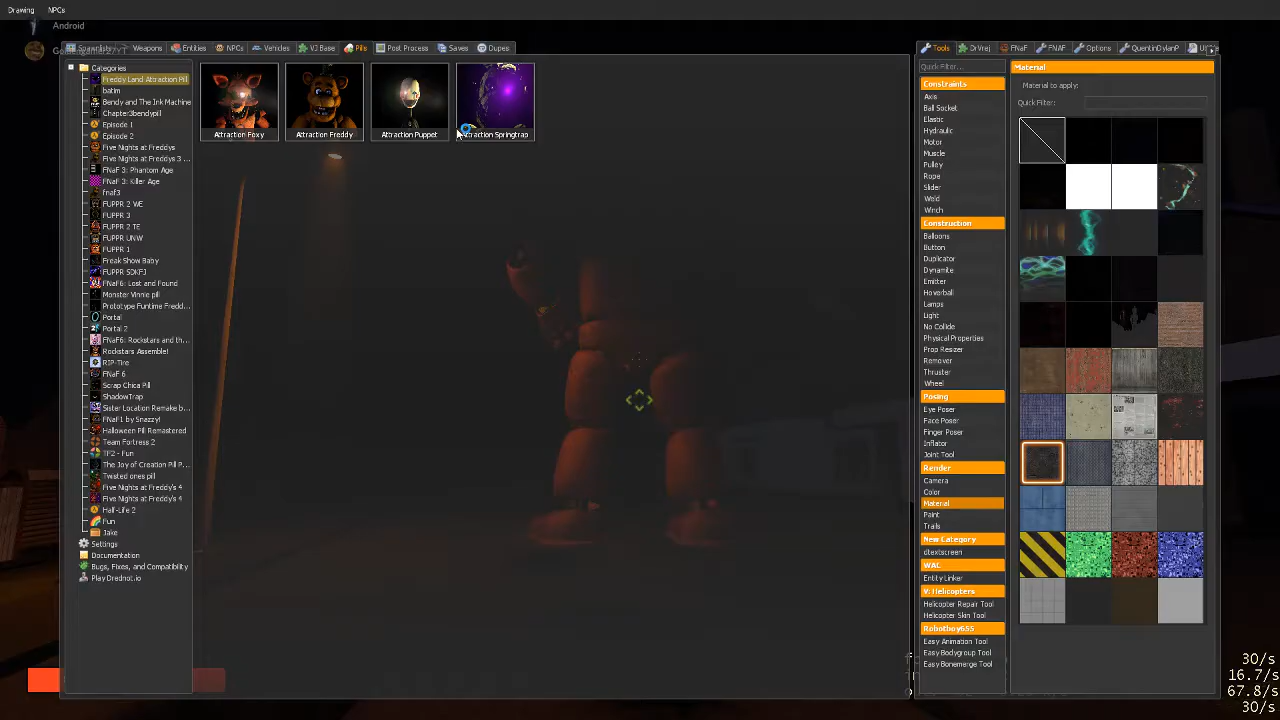 Drawing NPCs
Android
Weapons Entities NPCs Vehicles VJ Base Pills Post Process Saves Dupes
Tools DrVrej FNaF FNAF Options QuentinDylanP
Categories
Freddy Land Attraction Pill
batim
Bendy and The Ink Machine
Chapter3bendypill
Episode 1
Episode 2
Five Nights at Freddys
Five Nights at Freddys 3 ...
FNaF 3: Phantom Age
FNaF 3: Killer Age
fnaf3
FUPPR 2 WE
FUPPR 3
FUPPR 2 TE
FUPPR UNW
FUPPR 1
Freak Show Baby
FUPPR SDKFJ
FNaF6: Lost and Found
Monster Vinnie pill
Prototype Funtime Fredd...
Portal
Portal 2
FNaF6: Rockstars and th...
Rockstars Assemble!
RIP-Tire
FNaF 6
Scrap Chica Pill
ShadowTrap
Sister Location Remake b...
FNaF1 by Snazzy!
Halloween Pill Remastered
Team Fortress 2
TF2 - Fun
The Joy of Creation Pill P...
Twisted ones pill
Five Nights at Freddy's 4
Five Nights at Freddy's 4
Half-Life 2
Fun
Jake
Settings
Documentation
Bugs, Fixes, and Compatibility
Play Drednot.io
Attraction Foxy
Attraction Freddy
Attraction Puppet
Attraction Springtrap
Quick Filter...
Constraints
Axis
Ball Socket
Elastic
Hydraulic
Motor
Muscle
Pulley
Rope
Slider
Weld
Winch
Construction
Balloons
Button
Duplicator
Dynamite
Emitter
Hoverball
Lamps
Light
No Collide
Physical Properties
Prop Resizer
Remover
Thruster
Wheel
Posing
Eye Poser
Face Poser
Finger Poser
Inflator
Joint Tool
Render
Camera
Color
Material
Paint
Trails
New Category
dtextscreen
WAC
Entity Linker
V: Helicopters
Helicopter Repair Tool
Helicopter Skin Tool
Robotboy655
Easy Animation Tool
Easy Bodygroup Tool
Easy Bonemerge Tool
Material
Material to apply:
Quick Filter:
30/s
16.7/s
67.8/s
30/s